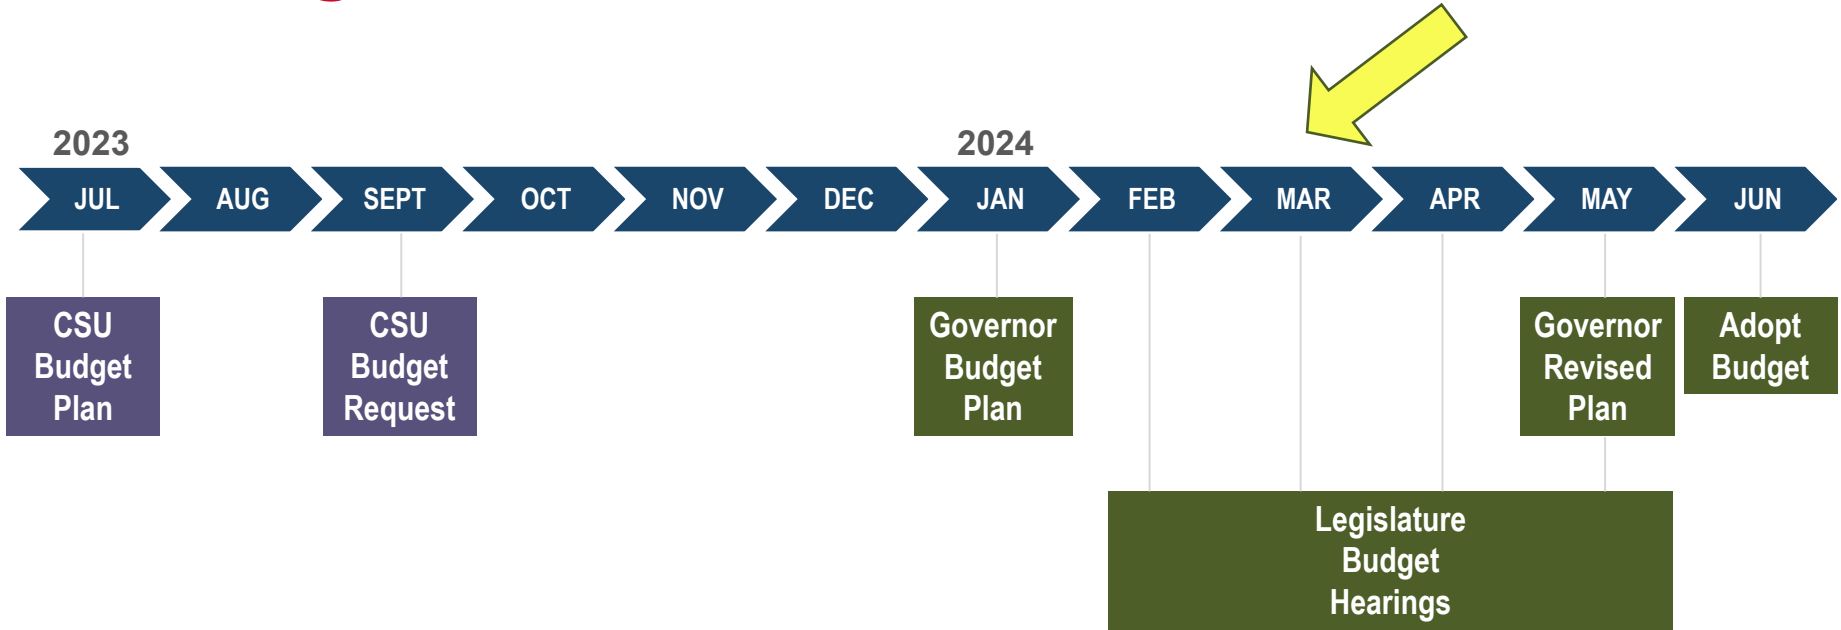 2023
2024
JUL
AUG
SEPT
OCT
NOV
DEC
JAN
FEB
MAR
APR
MAY
JUN
CSU
Budget
Plan
CSU
Budget
Request
Governor
Budget
Plan
Governor
Revised
Plan
Adopt
Budget
Legislature
Budget
Hearings